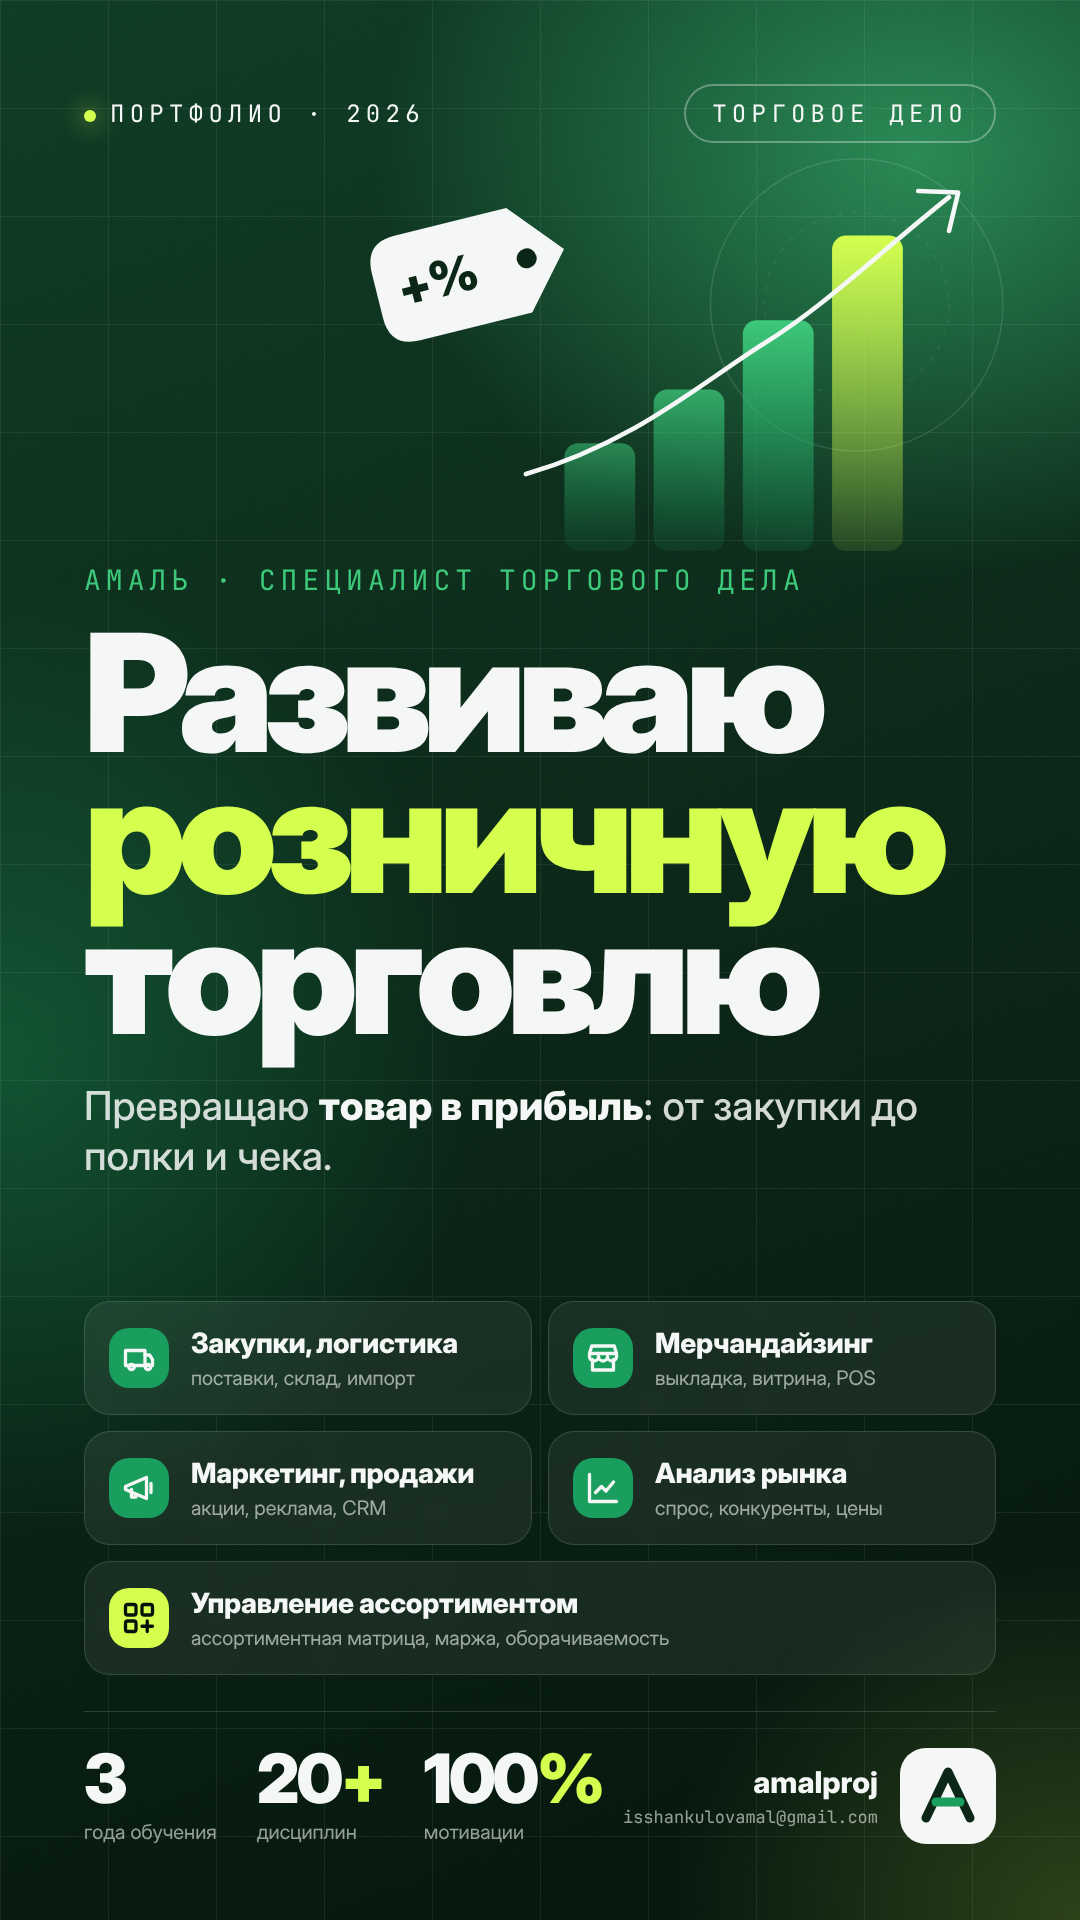 ПОРТФОЛИО · 2026
ТОРГОВОЕ ДЕЛО
+%
АМАЛЬ · СПЕЦИАЛИСТ ТОРГОВОГО ДЕЛА
Развиваю
розничную
торговлю
Превращаю товар в прибыль: от закупки до
полки и чека.
Закупки, логистика
поставки, склад, импорт
Мерчандайзинг
выкладка, витрина, POS
Маркетинг, продажи
акции, реклама, CRM
Анализ рынка
спрос, конкуренты, цены
Управление ассортиментом
ассортиментная матрица, маржа, оборачиваемость
3
года обучения
20+
дисциплин
100%
мотивации
amalproj
isshankulovamal@gmail.com
A